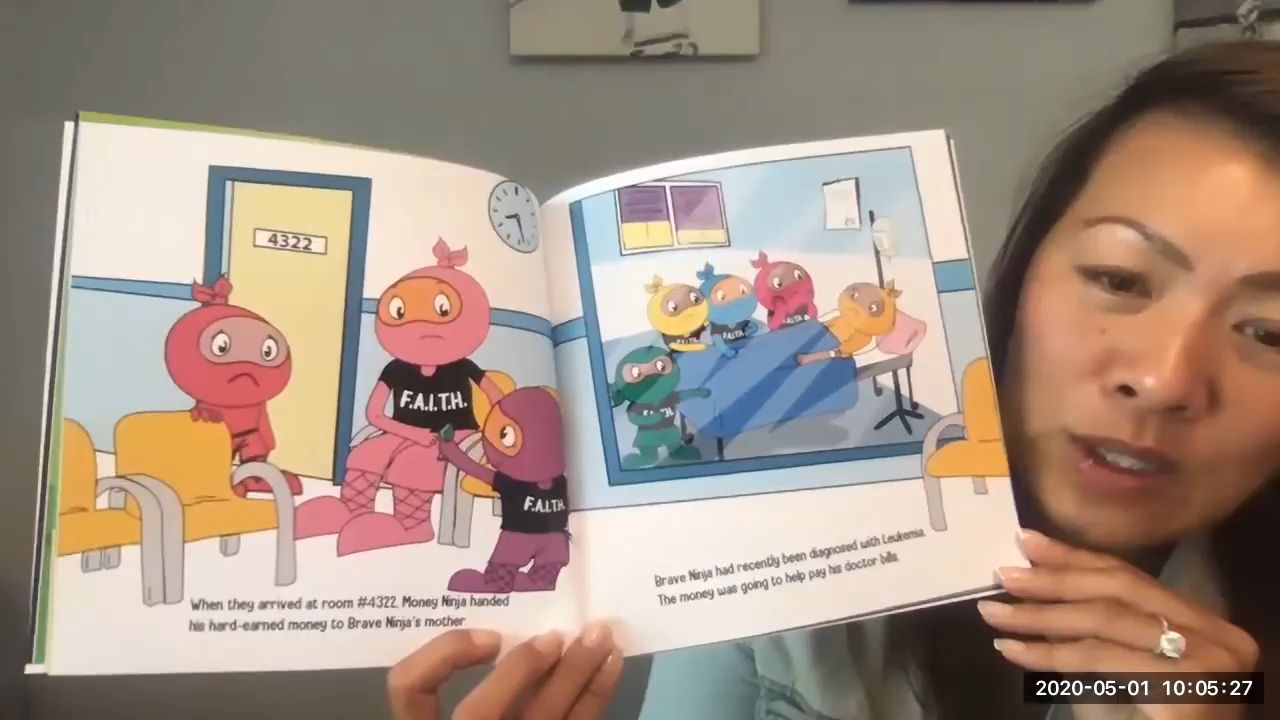 4322
F.A.I.T.H.
F.A.I.T.H.
When they arrived at room #4322, Money Ninja handed
his hard-earned money to Brave Ninja's mother.
F.A.I.T.H.
Brave Ninja had recently been diagnosed with Leukemia.
The money was going to help pay his doctor bills.
2020-05-01 10:05:27